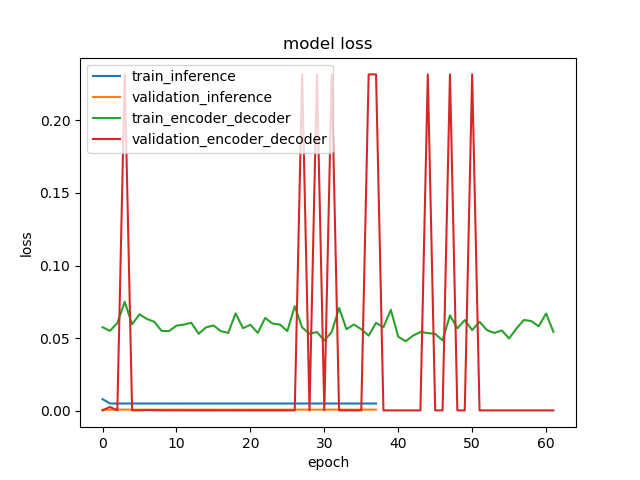 model loss
train_inference
validation_inference
train_encoder_decoder
validation_encoder_decoder
loss
0.20
0.15
0.10
0.05
0.00
0 10 20 30 40 50 60
epoch